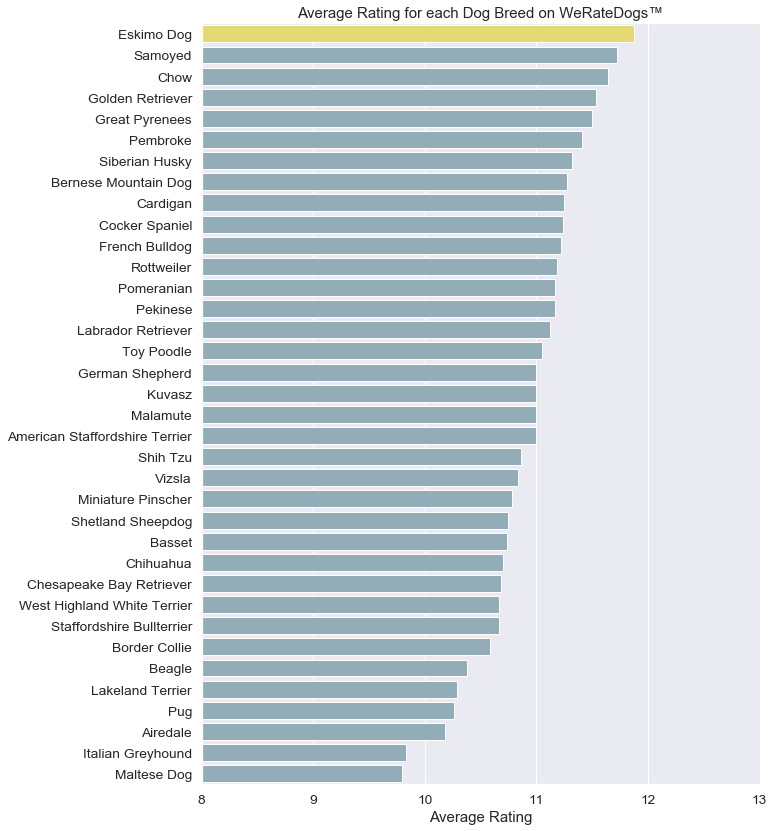 Average Rating for each Dog Breed on WeRateDogs™
Eskimo Dog
Samoyed
Chow
Golden Retriever
Great Pyrenees
Pembroke
Siberian Husky
Bernese Mountain Dog
Cardigan
Cocker Spaniel
French Bulldog
Rottweiler
Pomeranian
Pekinese
Labrador Retriever
Toy Poodle
German Shepherd
Kuvasz
Malamute
American Staffordshire Terrier
Shih Tzu
Vizsla
Miniature Pinscher
Shetland Sheepdog
Basset
Chihuahua
Chesapeake Bay Retriever
West Highland White Terrier
Staffordshire Bullterrier
Border Collie
Beagle
Lakeland Terrier
Pug
Airedale
Italian Greyhound
Maltese Dog
8 9 10 11 12 13
Average Rating